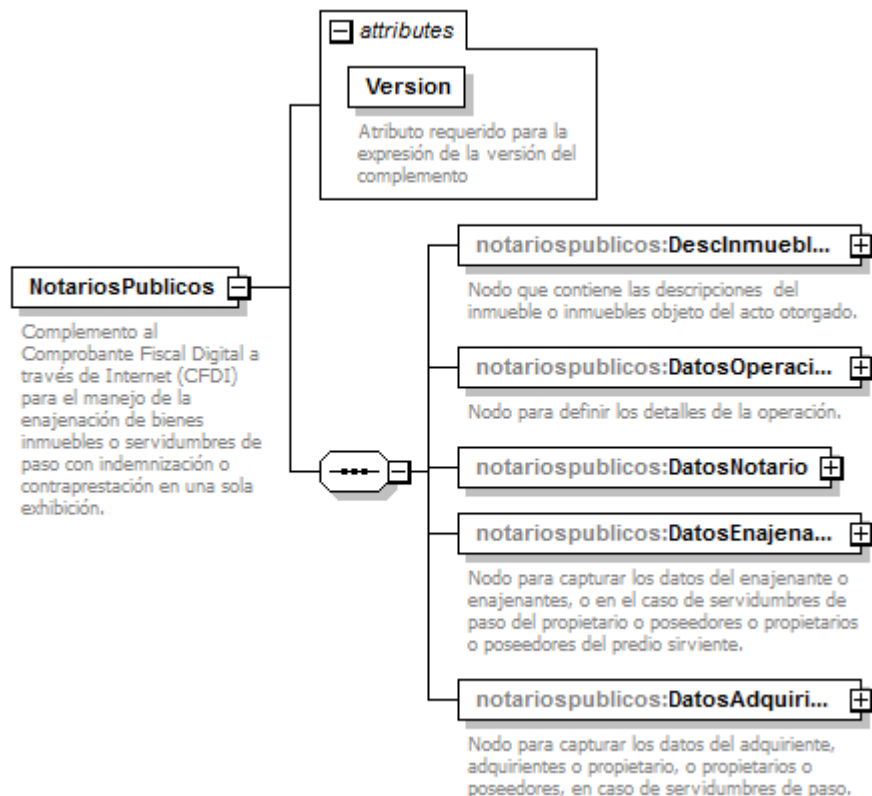 attributes
Version
Atributo requerido para la
expresión de la versión del
complemento
NotariosPublicos
Complemento al
Comprobante Fiscal Digital a
través de Internet (CFDI)
para el manejo de la
enajenación de bienes
inmuebles o servidumbres de
paso con indemnización o
contraprestación en una sola
exhibición.
notariospublicos:DescInmuebl...
Nodo que contiene las descripciones del
inmueble o inmuebles objeto del acto otorgado.
notariospublicos:DatosOperaci...
Nodo para definir los detalles de la operación.
notariospublicos:DatosNotario
notariospublicos:DatosEnajena...
Nodo para capturar los datos del enajenante o
enajenantes, o en el caso de servidumbres de
paso del propietario o poseedores o propietarios
o poseedores del predio sirviente.
notariospublicos:DatosAdquiri...
Nodo para capturar los datos del adquiriente,
adquirientes o propietario, o propietarios o
poseedores, en caso de servidumbres de paso.